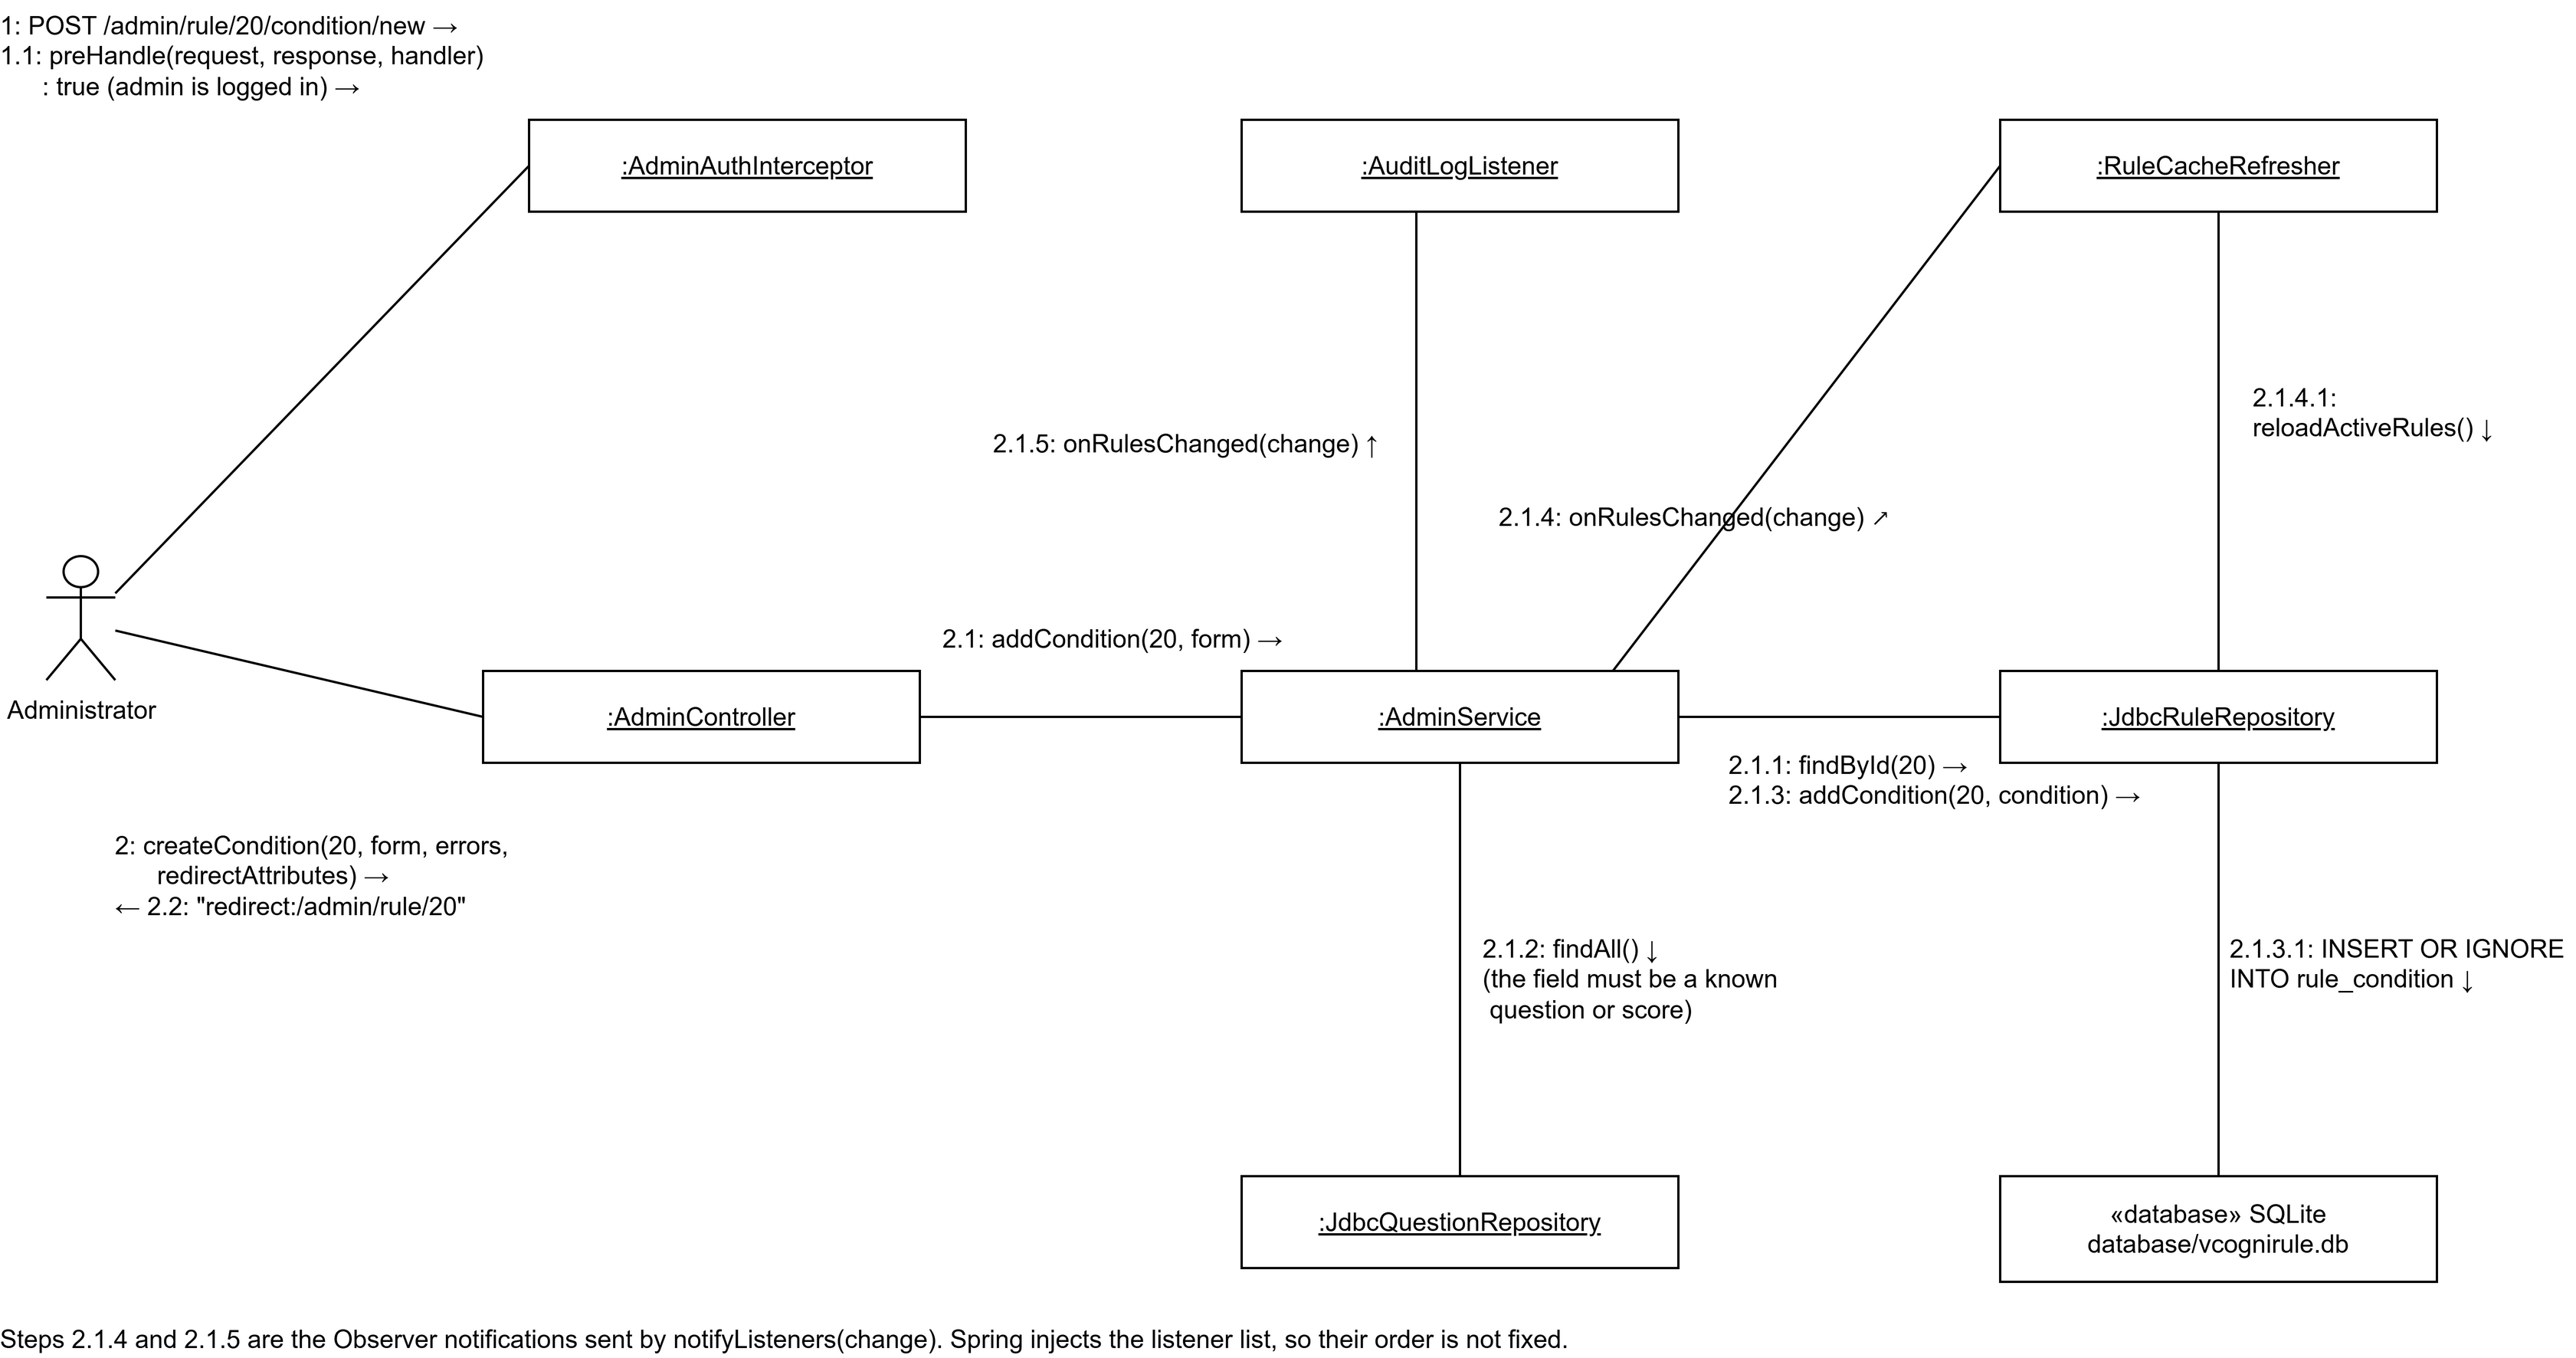 1: POST /admin/rule/20/condition/new →
1.1: preHandle(request, response, handler)
: true (admin is logged in) →
:AdminAuthInterceptor
:AuditLogListener
:RuleCacheRefresher
2.1.4.1:
reloadActiveRules() ↓
2.1.5: onRulesChanged(change) ↑
2.1.4: onRulesChanged(change) ↗
2.1: addCondition(20, form) →
Administrator
:AdminController
:AdminService
:JdbcRuleRepository
2.1.1: findById(20) →
2.1.3: addCondition(20, condition) →
2: createCondition(20, form, errors,
redirectAttributes) →
← 2.2: "redirect:/admin/rule/20"
2.1.2: findAll() ↓
(the field must be a known
question or score)
2.1.3.1: INSERT OR IGNORE
INTO rule_condition ↓
:JdbcQuestionRepository
«database» SQLite
database/vcognirule.db
Steps 2.1.4 and 2.1.5 are the Observer notifications sent by notifyListeners(change). Spring injects the listener list, so their order is not fixed.